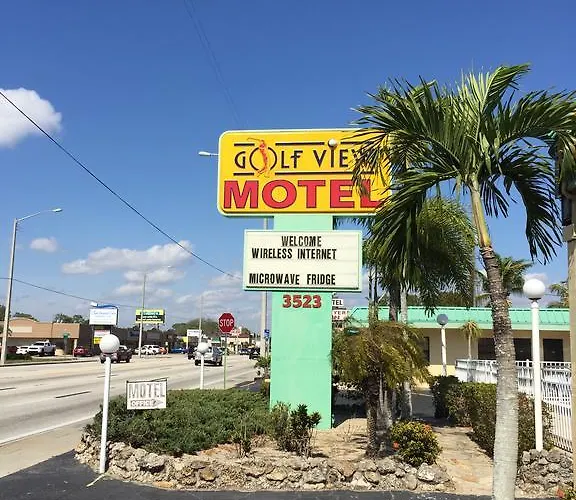 GOLF VIEW
MOTEL
WELCOME
WIRELESS INTERNET
MICROWAVE FRIDGE
3523
STOP
MOTEL
OFFICE